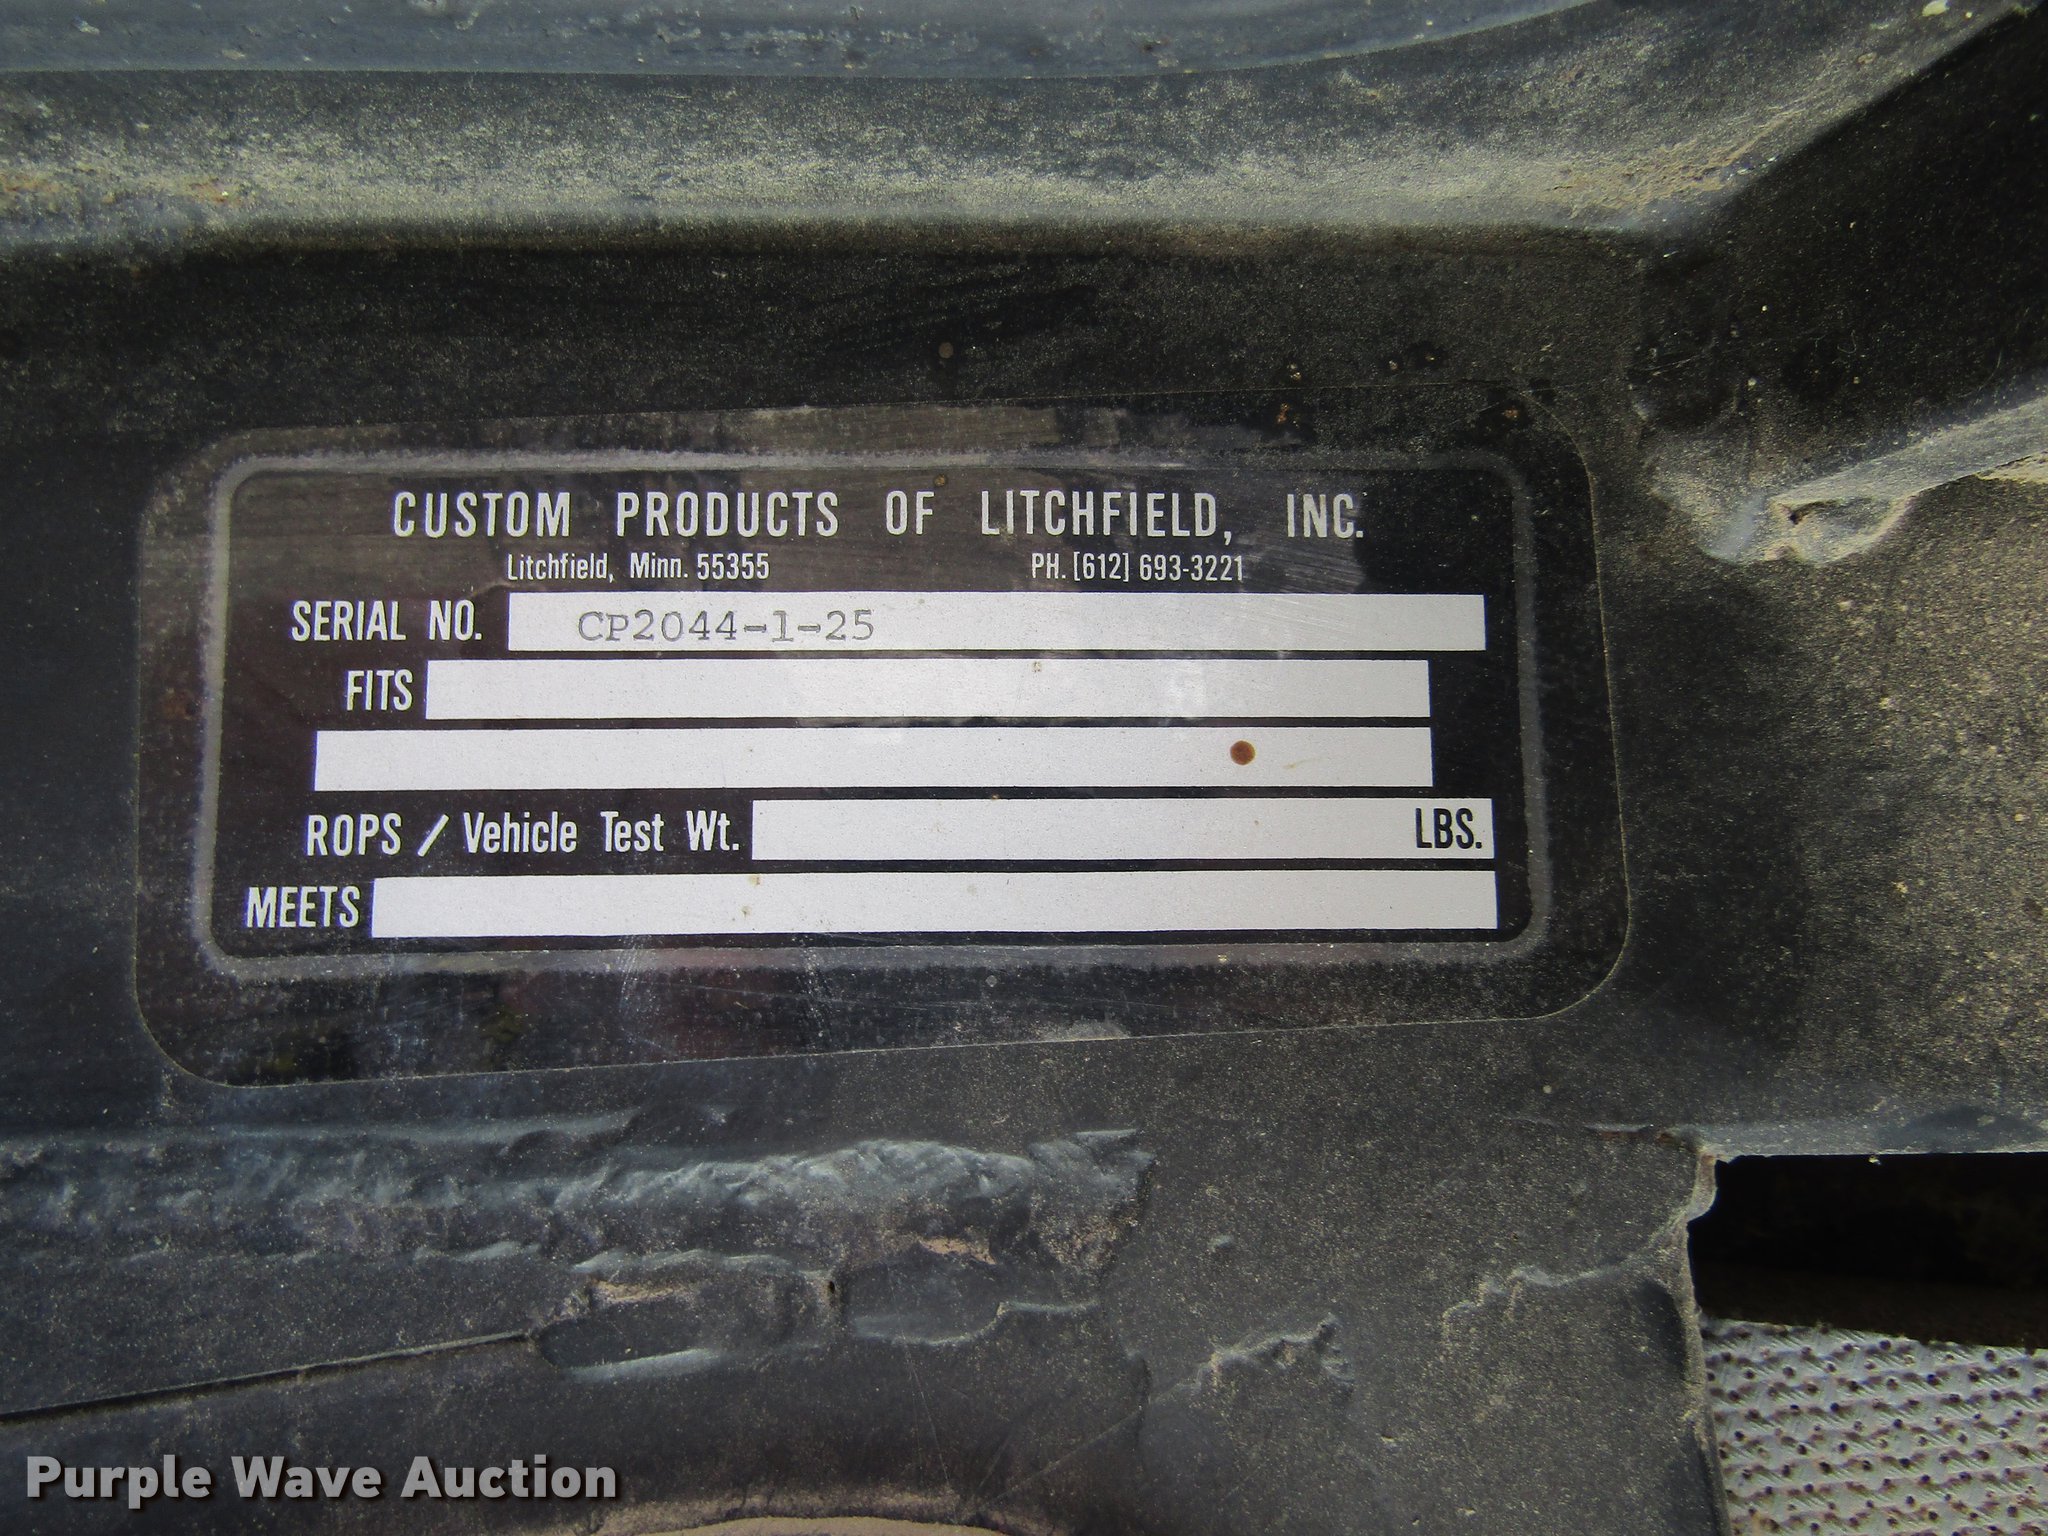 CUSTOM PRODUCTS OF LITCHFIELD, INC.
Litchfield, Minn. 55355 PH. [612] 693-3221
SERIAL NO. CP2044-1-25
FITS
ROPS / Vehicle Test Wt. LBS.
MEETS
Purple Wave Auction